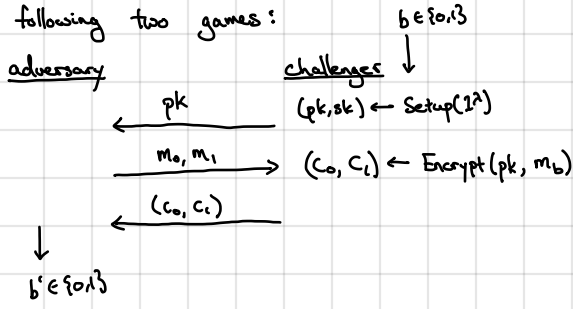 following two games:
b ∈ {0,1}
adversary
challenger
pk
(pk, sk) ← Setup(1^λ)
m₀, m₁
(C₀, C₁) ← Encrypt(pk, m_b)
(C₀, C₁)
b' ∈ {0,1}